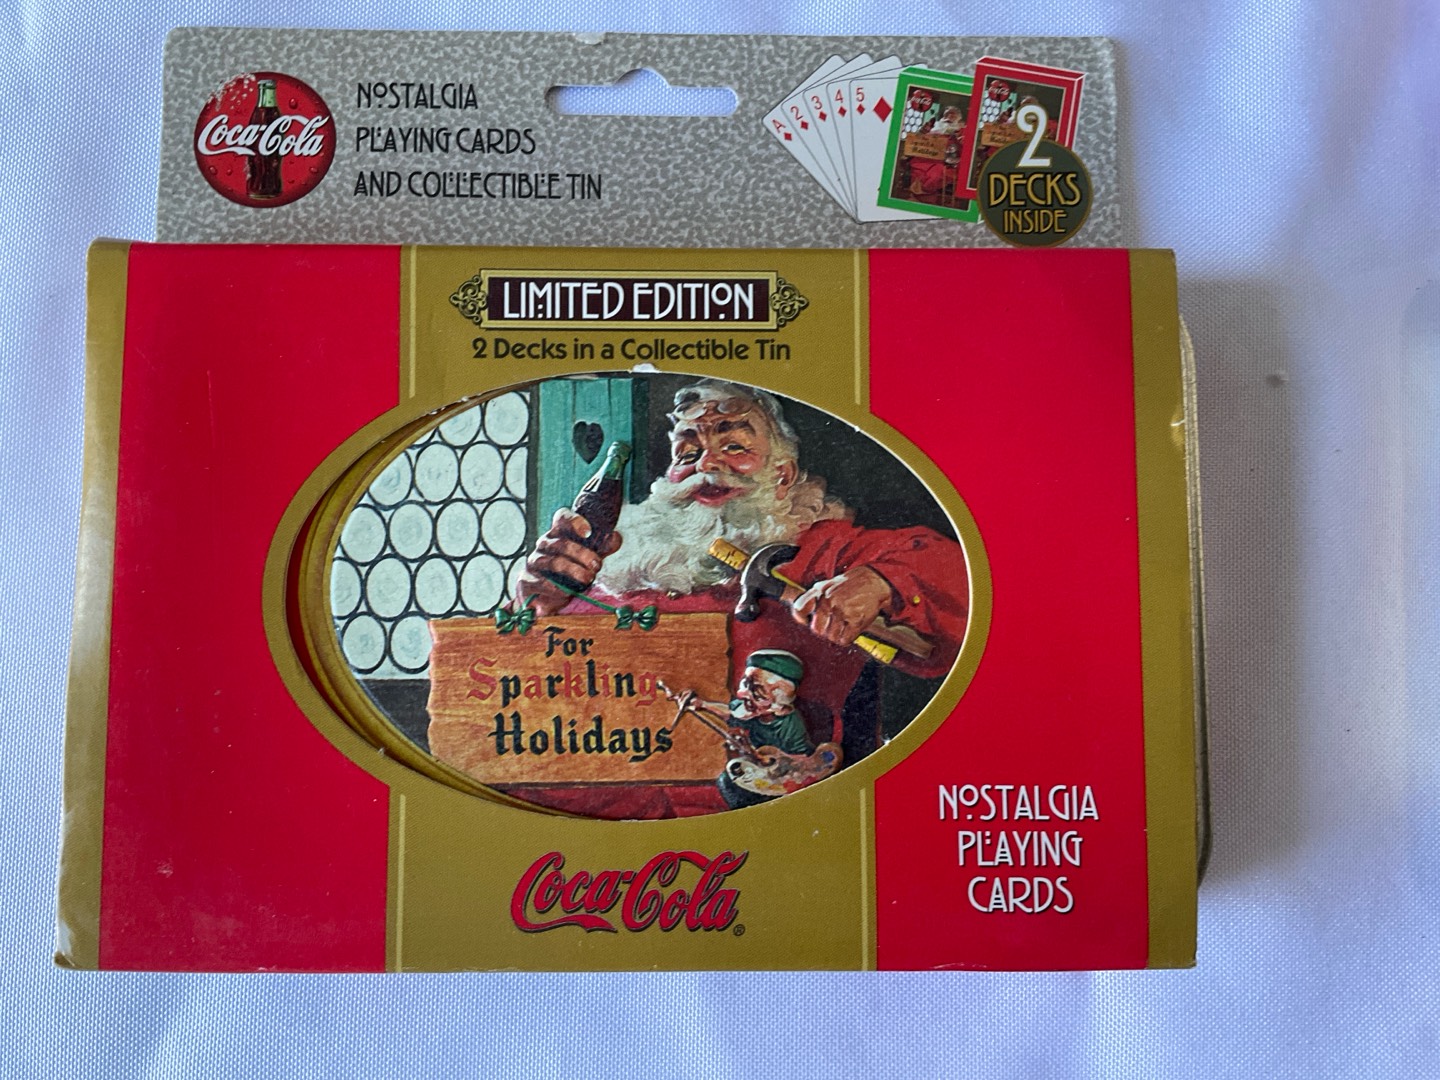 Coca-Cola
NOSTALGIA
PLAYING CARDS
AND COLLECTIBLE TIN
A 2 3 4 5
2
DECKS
INSIDE
LIMITED EDITION
2 Decks in a Collectible Tin
For
Sparkling
Holidays
Coca-Cola®
NOSTALGIA
PLAYING
CARDS